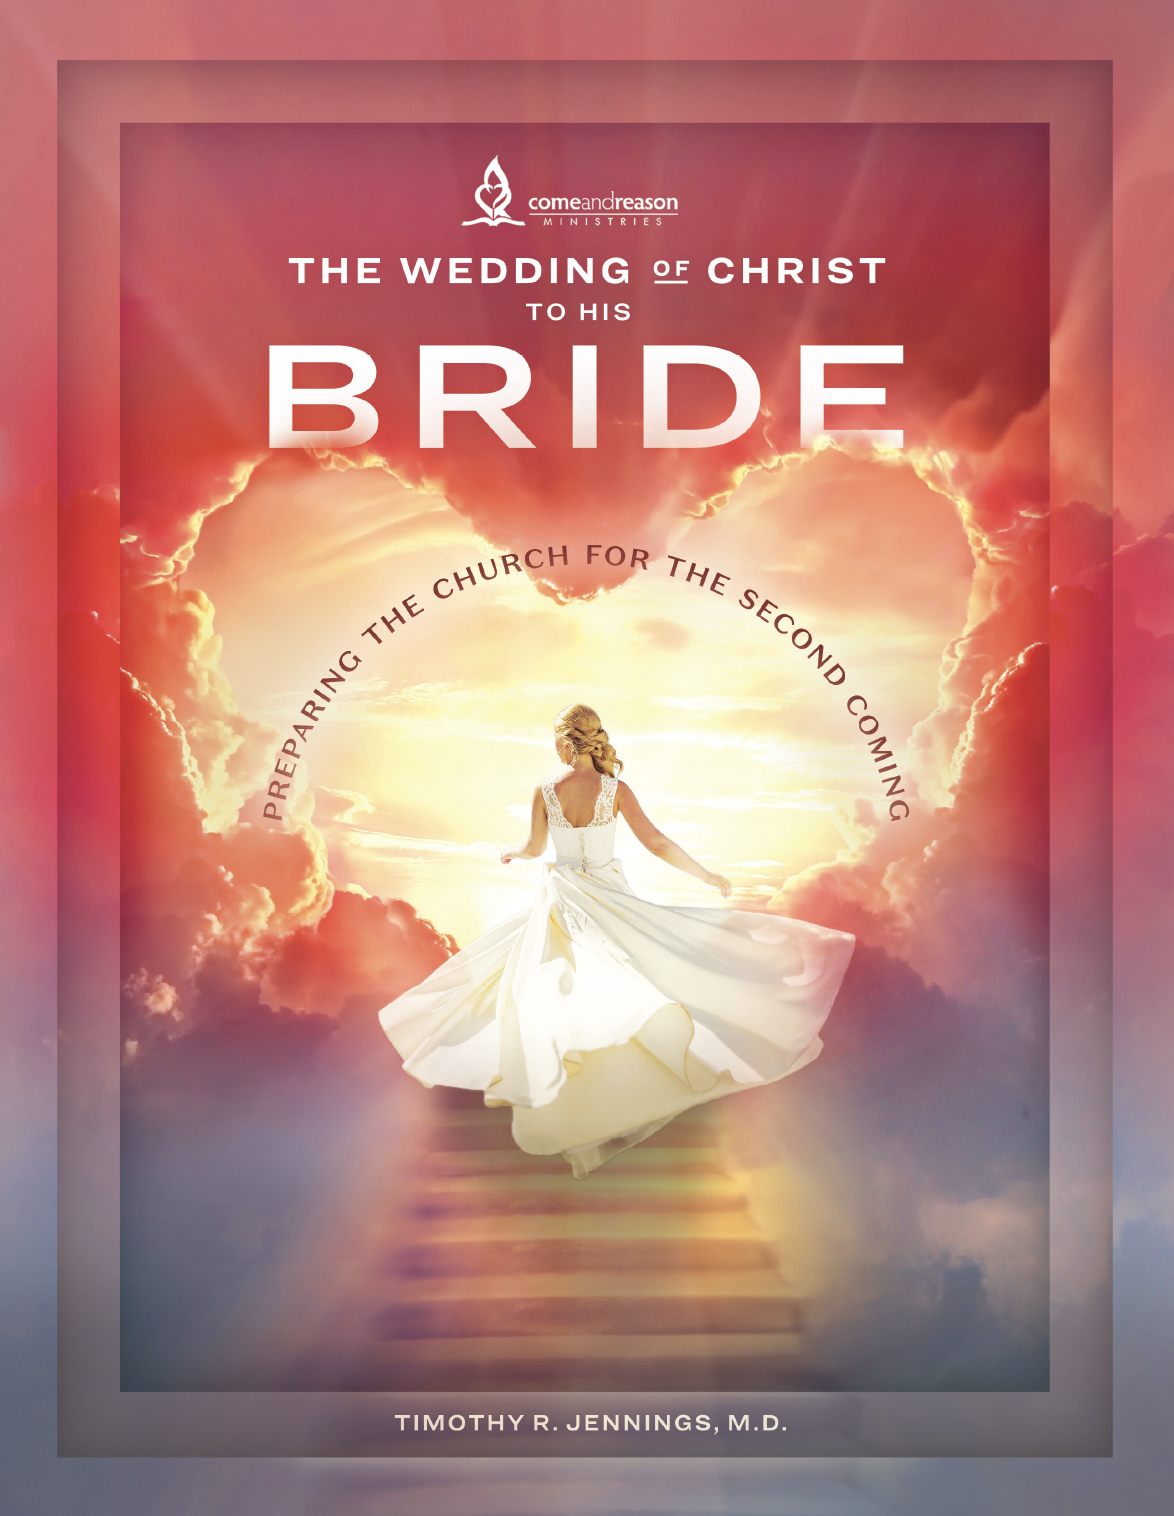 comeandreason
MINISTRIES
THE WEDDING OF CHRIST
TO HIS
BRIDE
PREPARING THE CHURCH FOR THE SECOND COMING
TIMOTHY R. JENNINGS, M.D.